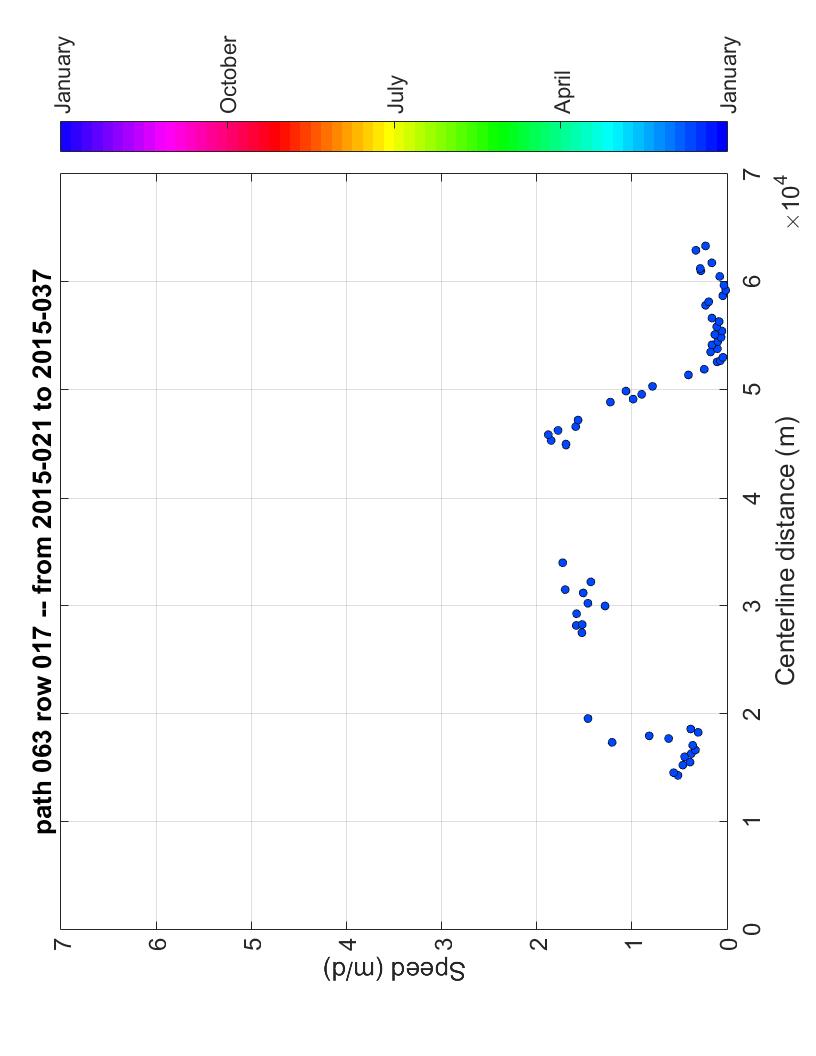 path 063 row 017 -- from 2015-021 to 2015-037
7
6
5
4
3
2
1
0
Speed (m/d)
0
1
2
3
4
5
6
7
×10^4
Centerline distance (m)
January
October
July
April
January